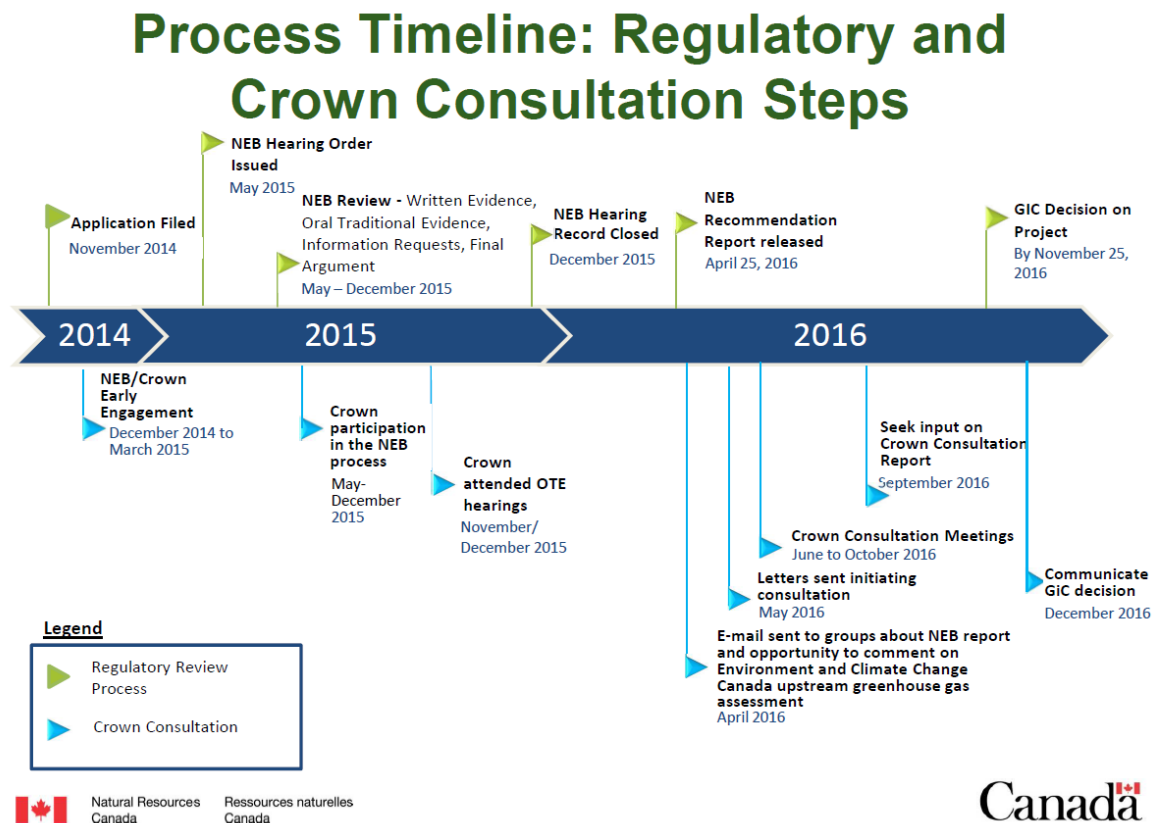 Process Timeline: Regulatory and
Crown Consultation Steps
NEB Hearing Order
Issued
May 2015
Application Filed
November 2014
NEB Review - Written Evidence,
Oral Traditional Evidence,
Information Requests, Final
Argument
May – December 2015
NEB Hearing
Record Closed
December 2015
NEB
Recommendation
Report released
April 25, 2016
GIC Decision on
Project
By November 25,
2016
2014
2015
2016
NEB/Crown
Early
Engagement
December 2014 to
March 2015
Crown
participation
in the NEB
process
May-
December
2015
Crown
attended OTE
hearings
November/
December 2015
Seek input on
Crown Consultation
Report
September 2016
Crown Consultation Meetings
June to October 2016
Letters sent initiating
consultation
May 2016
E-mail sent to groups about NEB report
and opportunity to comment on
Environment and Climate Change
Canada upstream greenhouse gas
assessment
April 2016
Communicate
GiC decision
December 2016
Legend
Regulatory Review
Process
Crown Consultation
Natural Resources
Canada
Ressources naturelles
Canada
Canada